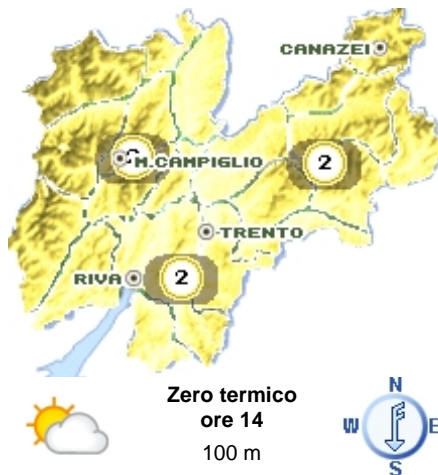 CANAZEI
M.CAMPIGLIO
2
TRENTO
RIVA
2
Zero termico
ore 14
100 m
N
W E
S